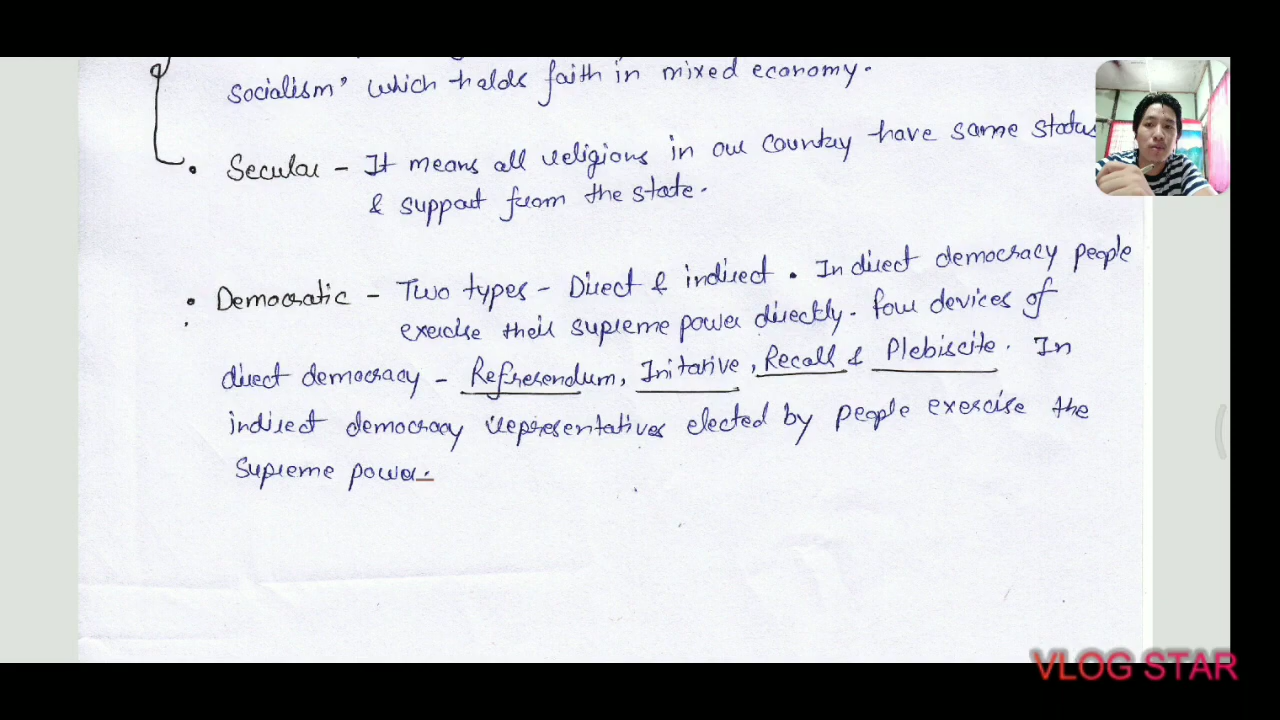 socialism' which holds faith in mixed economy.
• Secular - It means all religions in our country have same status
& support from the state.
• Democratic - Two types - Direct & indirect. In direct democracy people
exercise their supreme power directly. four devices of
direct democracy - Refresendum, Initative, Recall & Plebiscite. In
indirect democracy representatives elected by people exercise the
supreme power.
VLOG STAR